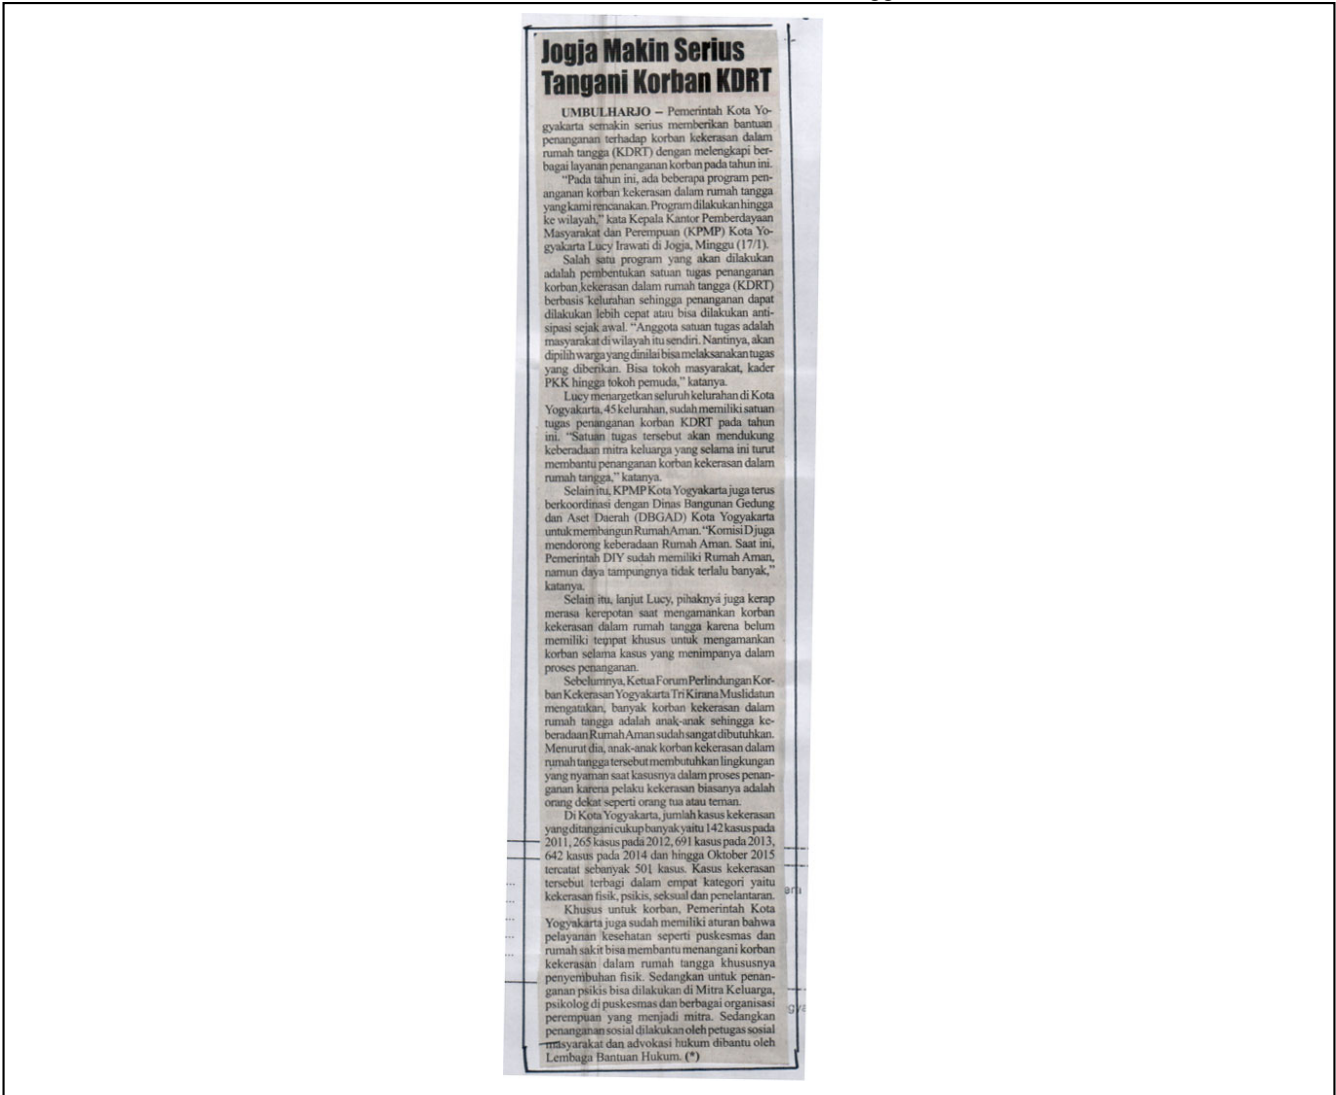 Jogja Makin Serius
Tangani Korban KDRT
UMBULHARJO – Pemerintah Kota Yo-
gyakarta semakin serius memberikan bantuan
penanganan terhadap korban kekerasan dalam
rumah tangga (KDRT) dengan melengkapi ber-
bagai layanan penanganan korban pada tahun ini.
“Pada tahun ini, ada beberapa program pen-
anganan korban kekerasan dalam rumah tangga
yang kami rencanakan. Program dilakukan hingga
ke wilayah,” kata Kepala Kantor Pemberdayaan
Masyarakat dan Perempuan (KPMP) Kota Yo-
gyakarta Lucy Irawati di Jogja, Minggu (17/1).
Salah satu program yang akan dilakukan
adalah pembentukan satuan tugas penanganan
korban kekerasan dalam rumah tangga (KDRT)
berbasis kelurahan sehingga penanganan dapat
dilakukan lebih cepat atau bisa dilakukan anti-
sipasi sejak awal. “Anggota satuan tugas adalah
masyarakat di wilayah itu sendiri. Nantinya, akan
dipilih warga yang dinilai bisa melaksanakan tugas
yang diberikan. Bisa tokoh masyarakat, kader
PKK hingga tokoh pemuda,” katanya.
Lucy menargetkan seluruh kelurahan di Kota
Yogyakarta, 45 kelurahan, sudah memiliki satuan
tugas penanganan korban KDRT pada tahun
ini. “Satuan tugas tersebut akan mendukung
keberadaan mitra keluarga yang selama ini turut
membantu penanganan korban kekerasan dalam
rumah tangga,” katanya.
Selain itu, KPMP Kota Yogyakarta juga terus
berkoordinasi dengan Dinas Bangunan Gedung
dan Aset Daerah (DBGAD) Kota Yogyakarta
untuk membangun Rumah Aman. “Komisi D juga
mendorong keberadaan Rumah Aman. Saat ini,
Pemerintah DIY sudah memiliki Rumah Aman,
namun daya tampungnya tidak terlalu banyak,”
katanya.
Selain itu, lanjut Lucy, pihaknya juga kerap
merasa kerepotan saat mengamankan korban
kekerasan dalam rumah tangga karena belum
memiliki tempat khusus untuk mengamankan
korban selama kasus yang menimpanya dalam
proses penanganan.
Sebelumnya, Ketua Forum Perlindungan Kor-
ban Kekerasan Yogyakarta Tri Kirana Muslidatun
mengatakan, banyak korban kekerasan dalam
rumah tangga adalah anak-anak sehingga ke-
beradaan Rumah Aman sudah sangat dibutuhkan.
Menurut dia, anak-anak korban kekerasan dalam
rumah tangga tersebut membutuhkan lingkungan
yang nyaman saat kasusnya dalam proses penan-
ganan karena pelaku kekerasan biasanya adalah
orang dekat seperti orang tua atau teman.
Di Kota Yogyakarta, jumlah kasus kekerasan
yang ditangani cukup banyak yaitu 142 kasus pada
2011, 265 kasus pada 2012, 691 kasus pada 2013,
642 kasus pada 2014 dan hingga Oktober 2015
tercatat sebanyak 501 kasus. Kasus kekerasan
tersebut terbagi dalam empat kategori yaitu
kekerasan fisik, psikis, seksual dan penelantaran.
Khusus untuk korban, Pemerintah Kota
Yogyakarta juga sudah memiliki aturan bahwa
pelayanan kesehatan seperti puskesmas dan
rumah sakit bisa membantu menangani korban
kekerasan dalam rumah tangga khususnya
penyembuhan fisik. Sedangkan untuk penan-
ganan psikis bisa dilakukan di Mitra Keluarga,
psikolog di puskesmas dan berbagai organisasi
perempuan yang menjadi mitra. Sedangkan
penanganan sosial dilakukan oleh petugas sosial
masyarakat dan advokasi hukum dibantu oleh
Lembaga Bantuan Hukum. (*)